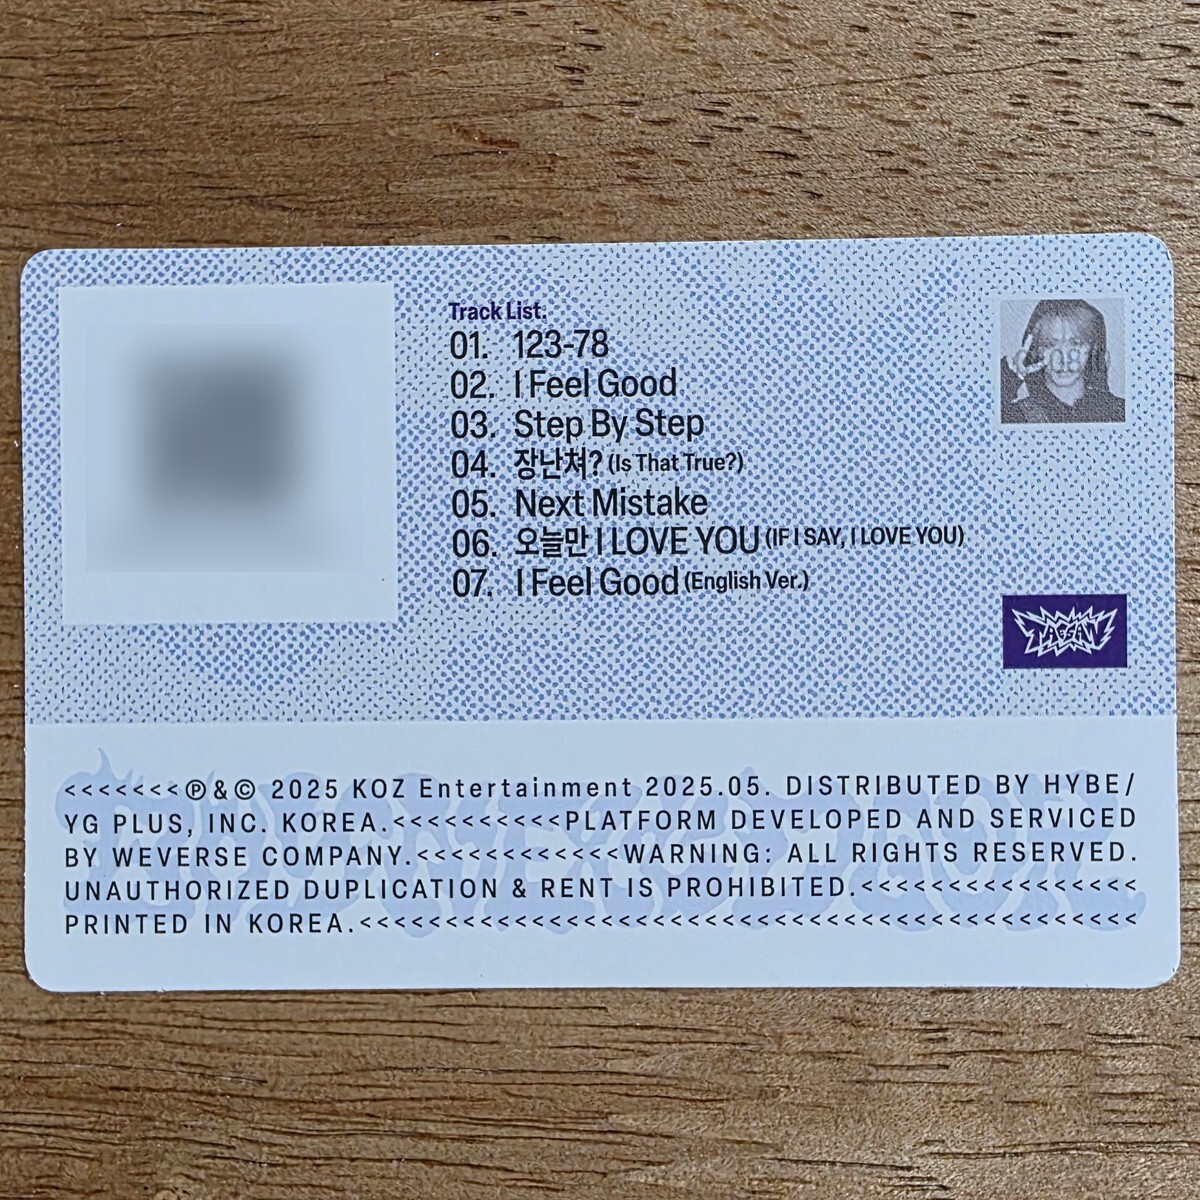 Track List.
01. 123-78
02. I Feel Good
03. Step By Step
04. 장난쳐? (Is That True?)
05. Next Mistake
06. 오늘만 I LOVE YOU (IF I SAY, I LOVE YOU)
07. I Feel Good (English Ver.)
<<<<<<<℗&© 2025 KOZ Entertainment 2025.05. DISTRIBUTED BY HYBE/
YG PLUS, INC. KOREA.<<<<<<<<<<PLATFORM DEVELOPED AND SERVICED
BY WEVERSE COMPANY.<<<<<<<<<<<<WARNING: ALL RIGHTS RESERVED.
UNAUTHORIZED DUPLICATION & RENT IS PROHIBITED.<<<<<<<<<<<<<<<<
PRINTED IN KOREA.<<<<<<<<<<<<<<<<<<<<<<<<<<<<<<<<<<<<<<<<<<<<<